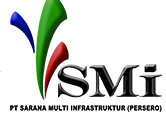 SMi
PT SARANA MULTI INFRASTRUKTUR (PERSERO)